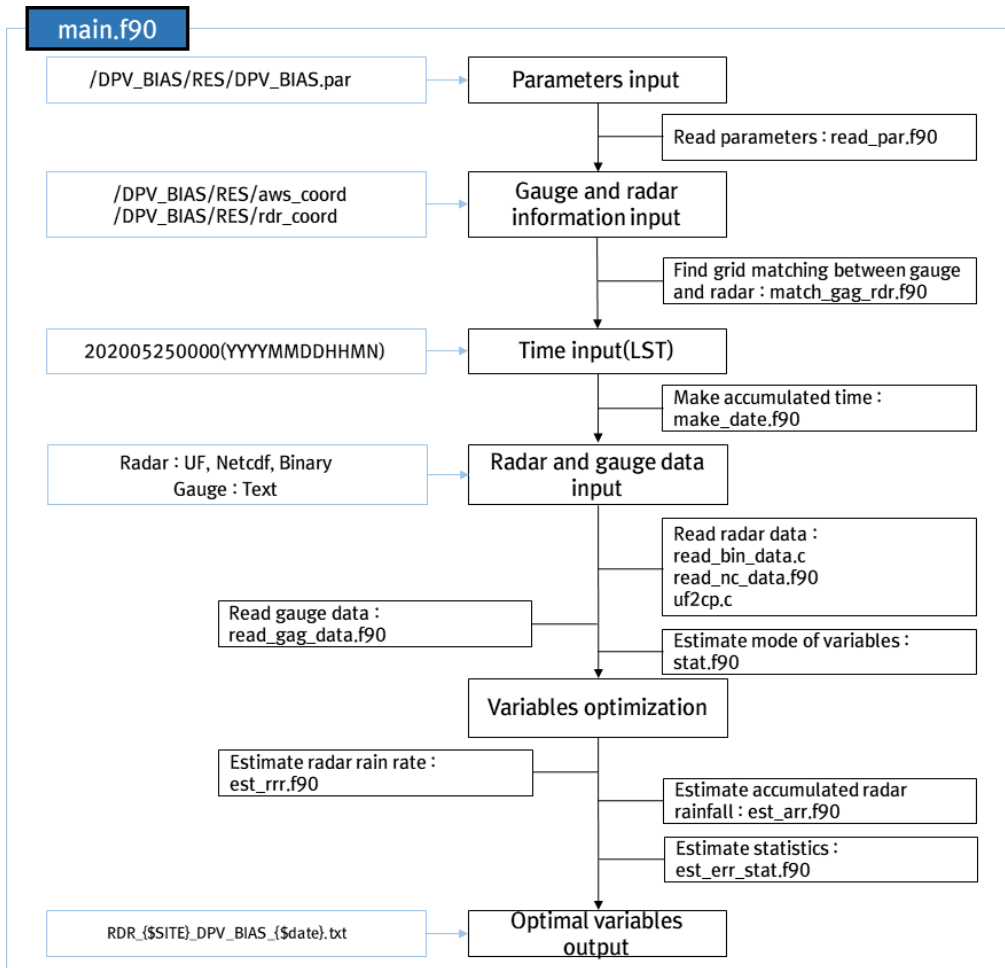 main.f90
/DPV_BIAS/RES/DPV_BIAS.par
Parameters input
Read parameters : read_par.f90
/DPV_BIAS/RES/aws_coord
/DPV_BIAS/RES/rdr_coord
Gauge and radar
information input
Find grid matching between gauge
and radar : match_gag_rdr.f90
202005250000(YYYYMMDDHHMN)
Time input(LST)
Make accumulated time :
make_date.f90
Radar : UF, Netcdf, Binary
Gauge : Text
Radar and gauge data
input
Read radar data :
read_bin_data.c
read_nc_data.f90
uf2cp.c
Read gauge data :
read_gag_data.f90
Estimate mode of variables :
stat.f90
Variables optimization
Estimate radar rain rate :
est_rrr.f90
Estimate accumulated radar
rainfall : est_arr.f90
Estimate statistics :
est_err_stat.f90
RDR_{$SITE}_DPV_BIAS_{$date}.txt
Optimal variables
output